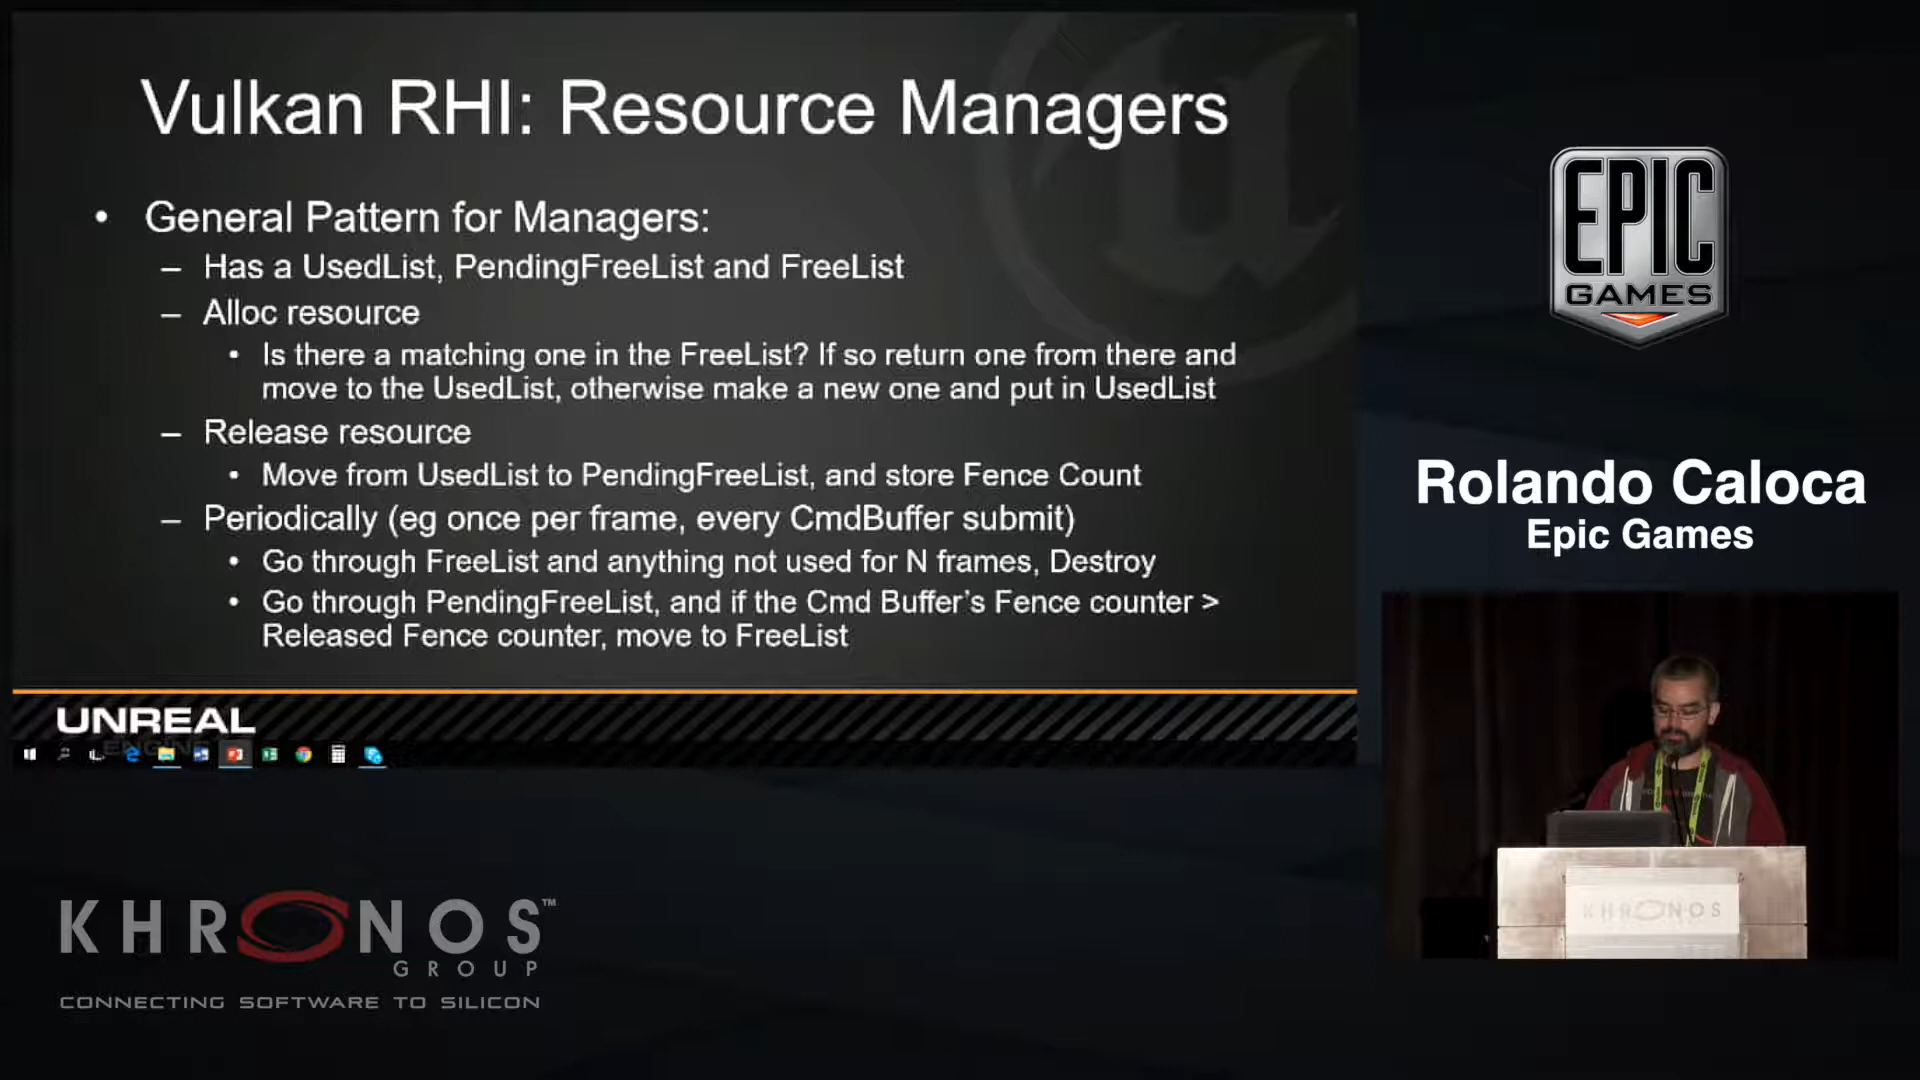 Vulkan RHI: Resource Managers
• General Pattern for Managers:
– Has a UsedList, PendingFreeList and FreeList
– Alloc resource
• Is there a matching one in the FreeList? If so return one from there and
move to the UsedList, otherwise make a new one and put in UsedList
– Release resource
• Move from UsedList to PendingFreeList, and store Fence Count
– Periodically (eg once per frame, every CmdBuffer submit)
• Go through FreeList and anything not used for N frames, Destroy
• Go through PendingFreeList, and if the Cmd Buffer's Fence counter >
Released Fence counter, move to FreeList
UNREAL
ENGINE
EPIC
GAMES
Rolando Caloca
Epic Games
KHRONOS
KHRONOS™
GROUP
CONNECTING SOFTWARE TO SILICON